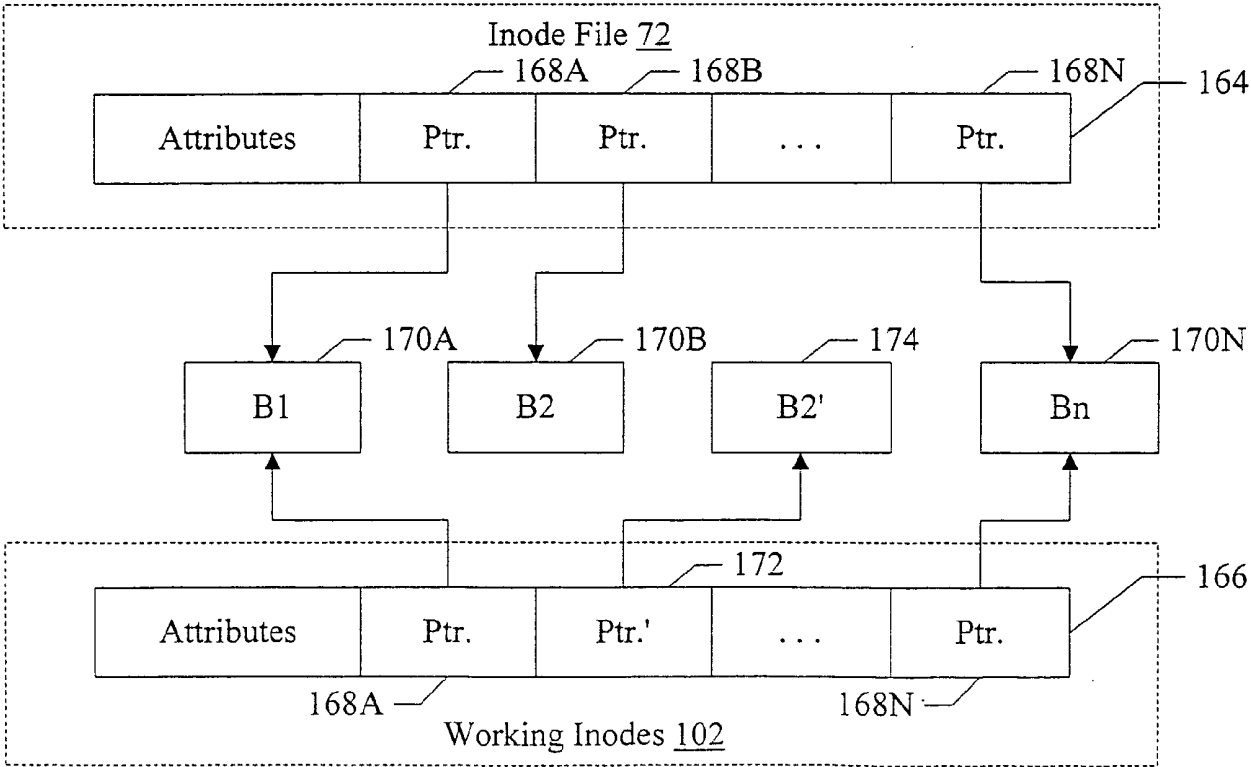 Inode File 72
168A 168B 168N
164
Attributes Ptr. Ptr. . . . Ptr.
170A 170B 174 170N
B1 B2 B2' Bn
172
166
Attributes Ptr. Ptr.' . . . Ptr.
168A 168N
Working Inodes 102